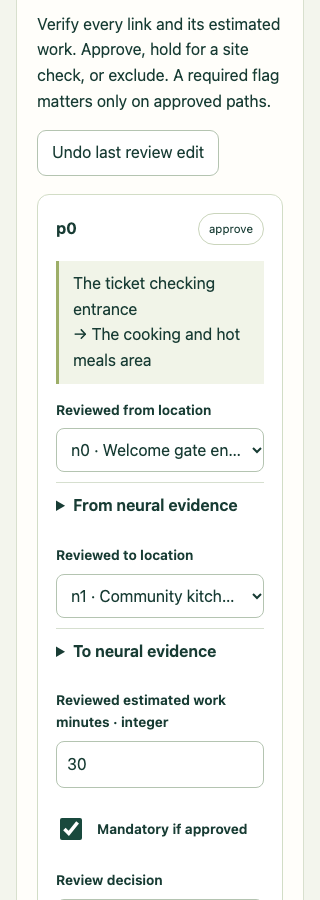 Verify every link and its estimated
work. Approve, hold for a site
check, or exclude. A required flag
matters only on approved paths.
Undo last review edit
p0
approve
The ticket checking
entrance
→ The cooking and hot
meals area
Reviewed from location
n0 · Welcome gate en...
From neural evidence
Reviewed to location
n1 · Community kitch...
To neural evidence
Reviewed estimated work
minutes · integer
30
Mandatory if approved
Review decision